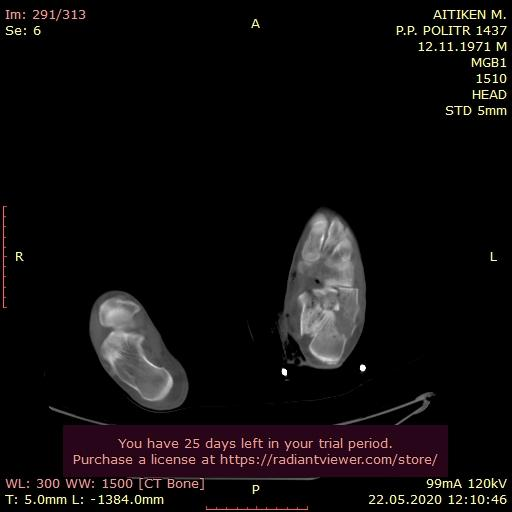 Im: 291/313
Se: 6
A
AITIKEN M.
P.P. POLITR 1437
12.11.1971 M
MGB1
1510
HEAD
STD 5mm
R
L
You have 25 days left in your trial period.
Purchase a license at https://radiantviewer.com/store/
WL: 300 WW: 1500 [CT Bone]
T: 5.0mm L: -1384.0mm
P
99mA 120kV
22.05.2020 12:10:46